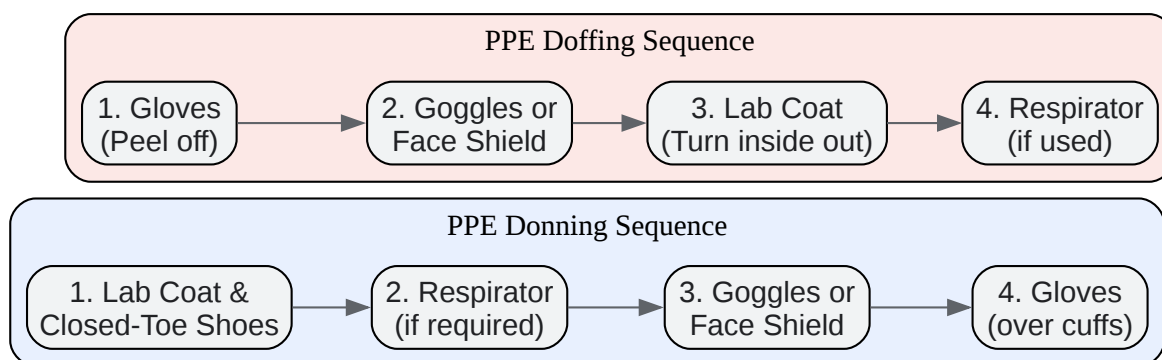 PPE Doffing Sequence
1. Gloves
(Peel off)
2. Goggles or
Face Shield
3. Lab Coat
(Turn inside out)
4. Respirator
(if used)
PPE Donning Sequence
1. Lab Coat &
Closed-Toe Shoes
2. Respirator
(if required)
3. Goggles or
Face Shield
4. Gloves
(over cuffs)